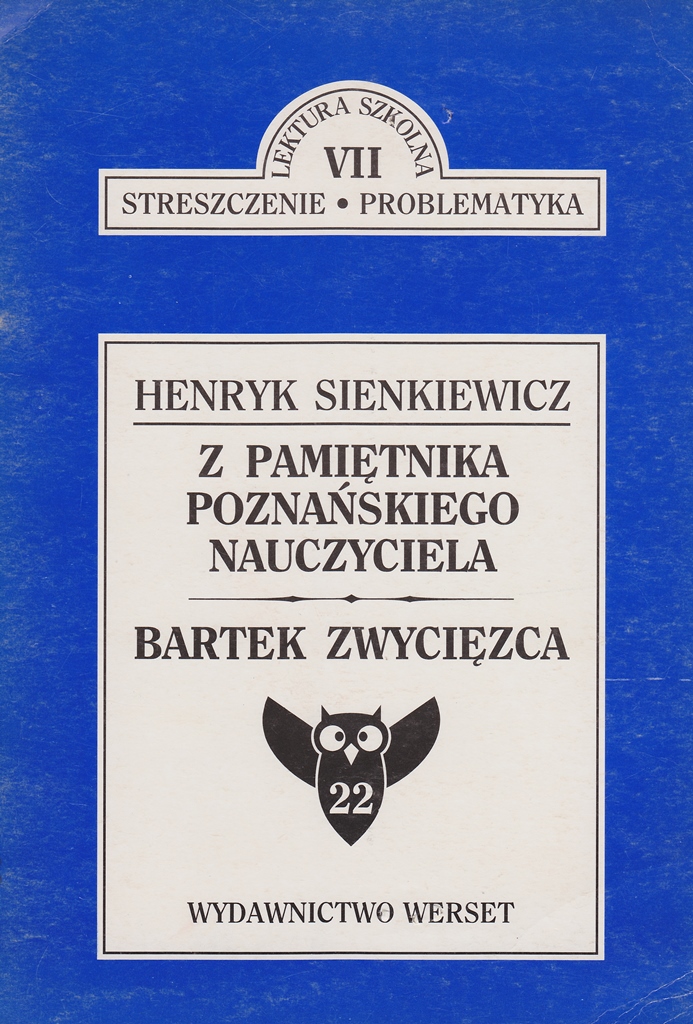 LEKTURA SZKOLNA
VII
STRESZCZENIE • PROBLEMATYKA
HENRYK SIENKIEWICZ
Z PAMIĘTNIKA
POZNAŃSKIEGO
NAUCZYCIELA
BARTEK ZWYCIĘZCA
22
WYDAWNICTWO WERSET